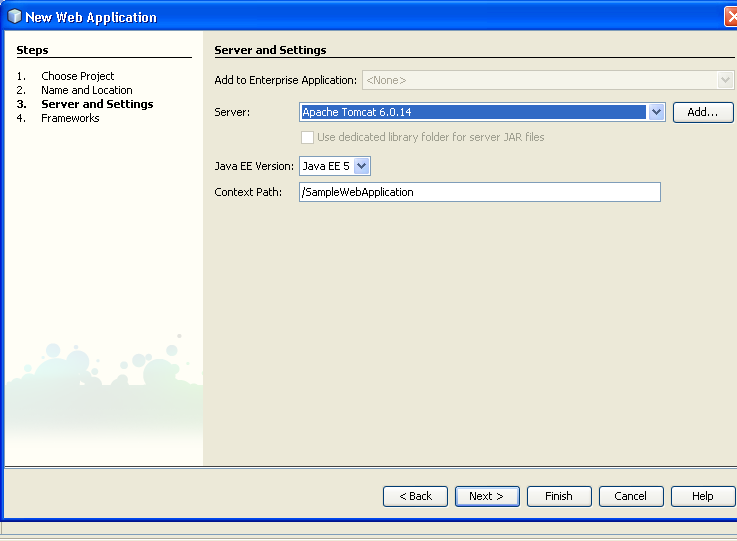 New Web Application
Steps
1. Choose Project
2. Name and Location
3. Server and Settings
4. Frameworks
Server and Settings
Add to Enterprise Application: <None>
Server: Apache Tomcat 6.0.14 Add...
Use dedicated library folder for server JAR files
Java EE Version: Java EE 5
Context Path: /SampleWebApplication
< Back Next > Finish Cancel Help